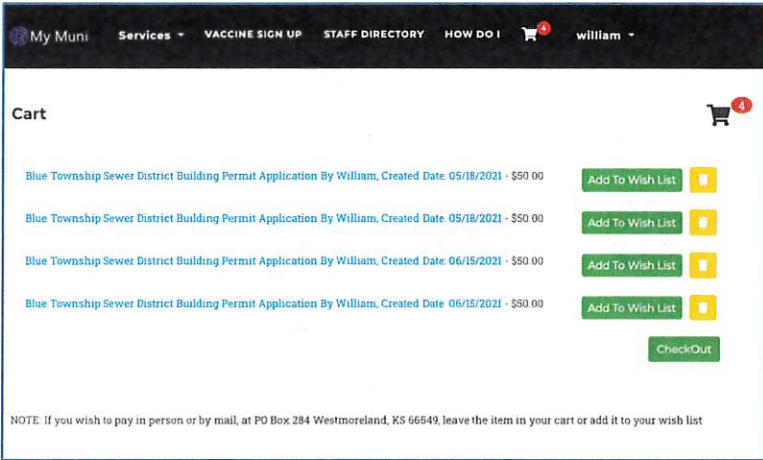 My Muni Services VACCINE SIGN UP STAFF DIRECTORY HOW DO I 4 william
Cart 4
Blue Township Sewer District Building Permit Application By William, Created Date: 05/18/2021 - $50.00 Add To Wish List
Blue Township Sewer District Building Permit Application By William, Created Date: 05/18/2021 - $50.00 Add To Wish List
Blue Township Sewer District Building Permit Application By William, Created Date: 06/15/2021 - $50.00 Add To Wish List
Blue Township Sewer District Building Permit Application By William, Created Date: 06/15/2021 - $50.00 Add To Wish List
CheckOut
NOTE: If you wish to pay in person or by mail, at PO Box 284 Westmoreland, KS 66549, leave the item in your cart or add it to your wish list